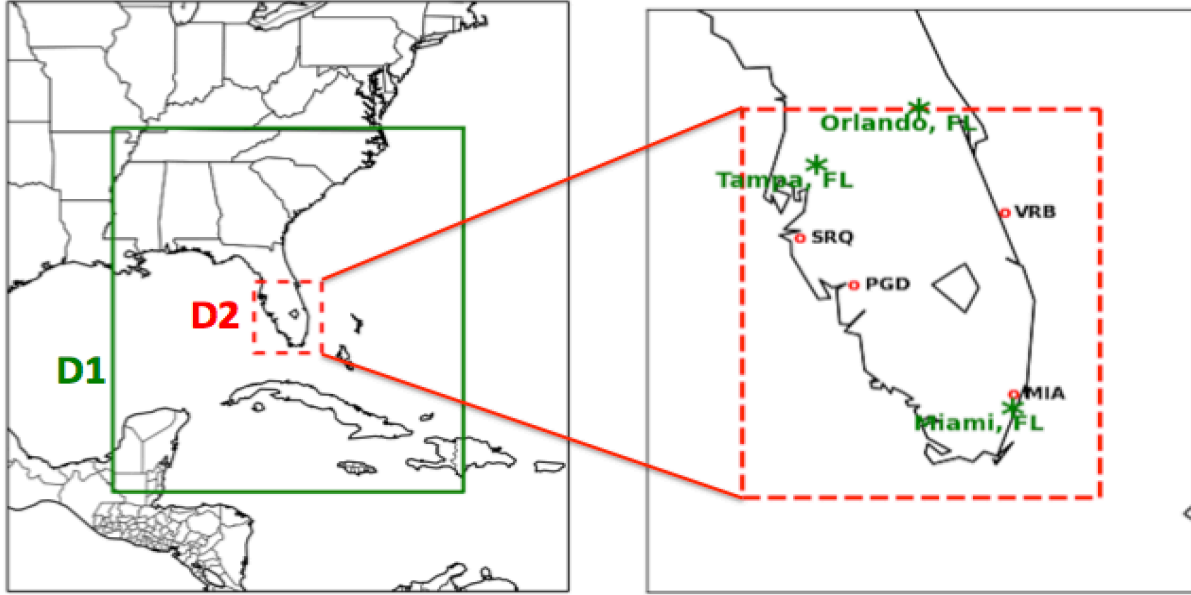 D2
D1
Orlando, FL
Tampa, FL
VRB
SRQ
PGD
MIA
Miami, FL